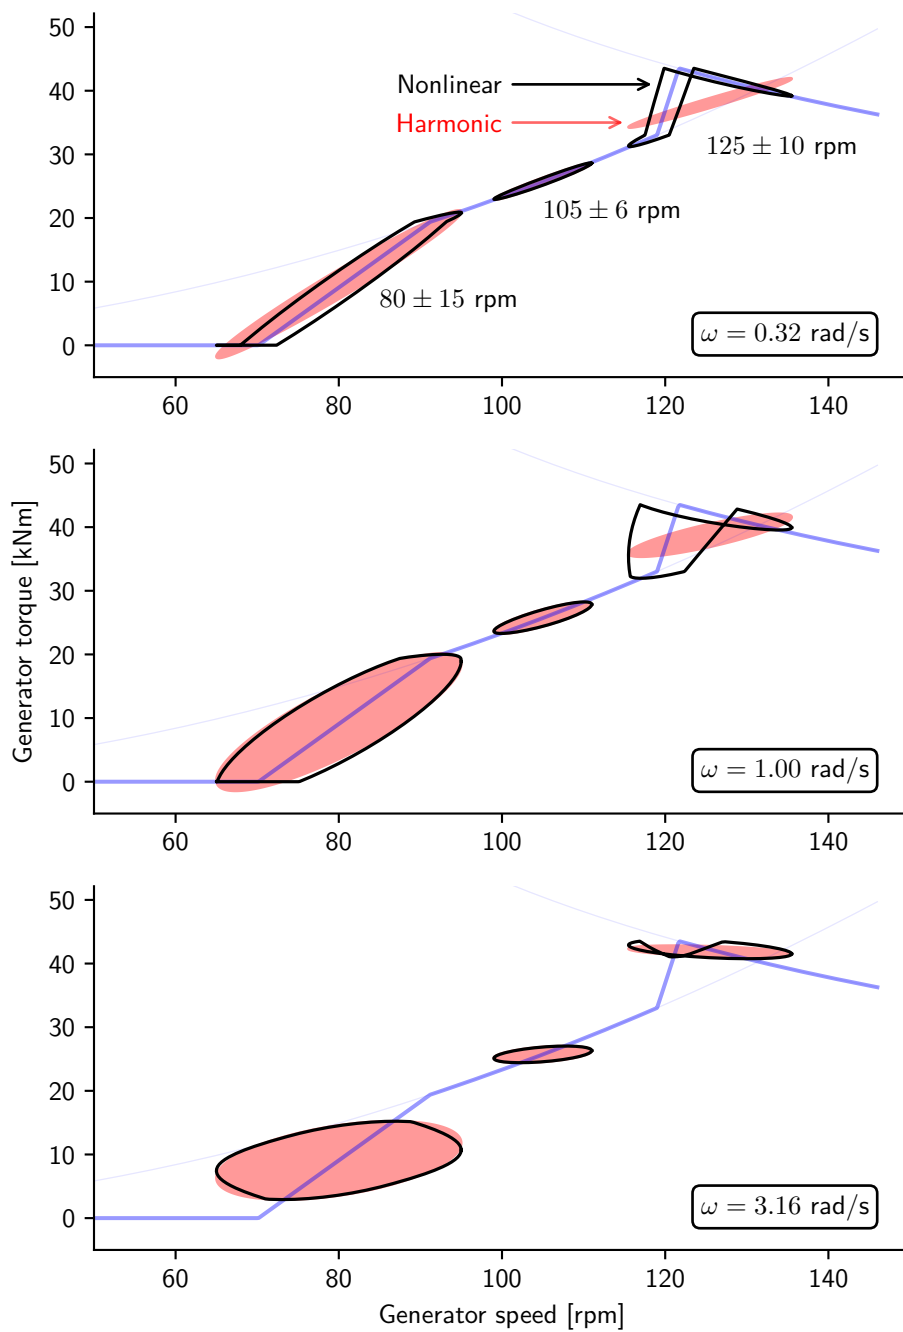 50
40
30
20
10
0
Nonlinear
Harmonic
125 ± 10 rpm
105 ± 6 rpm
80 ± 15 rpm
ω = 0.32 rad/s
60 80 100 120 140
Generator torque [kNm]
50
40
30
20
10
0
ω = 1.00 rad/s
60 80 100 120 140
50
40
30
20
10
0
ω = 3.16 rad/s
60 80 100 120 140
Generator speed [rpm]